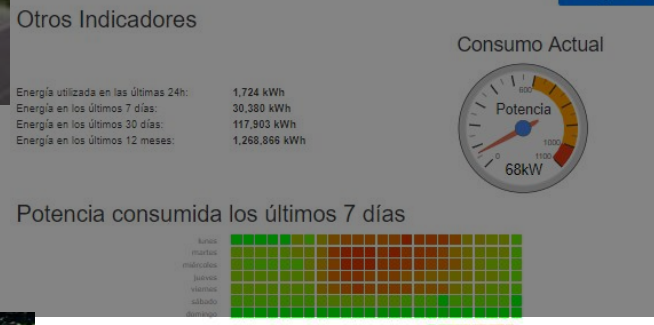 Otros Indicadores
Consumo Actual
Energía utilizada en las últimas 24h: 1,724 kWh
Energía en los últimos 7 días: 30,380 kWh
Energía en los últimos 30 días: 117,903 kWh
Energía en los últimos 12 meses: 1,268,866 kWh
600
Potencia
1000
0
1100
68kW
Potencia consumida los últimos 7 días
lunes
martes
miércoles
jueves
viernes
sábado
domingo